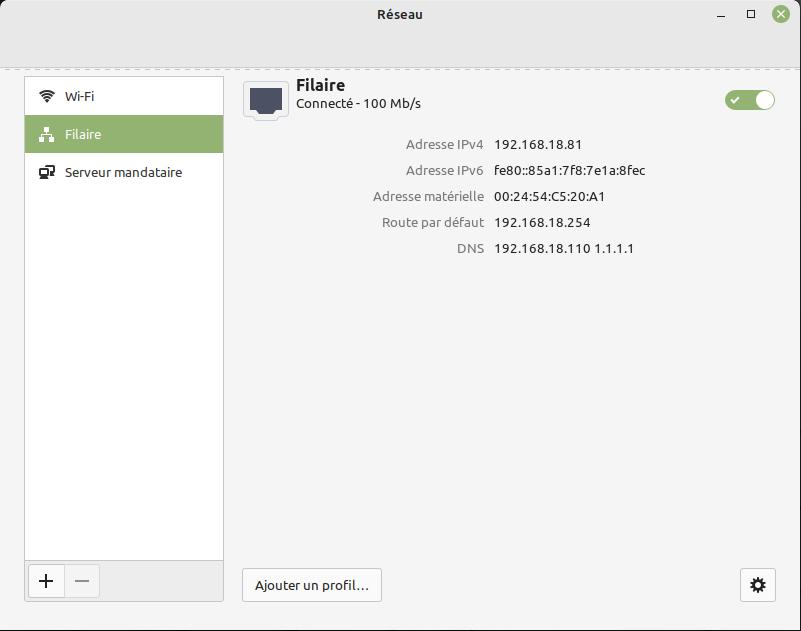 Réseau
Wi-Fi
Filaire
Serveur mandataire
Filaire
Connecté - 100 Mb/s
Adresse IPv4 192.168.18.81
Adresse IPv6 fe80::85a1:7f8:7e1a:8fec
Adresse matérielle 00:24:54:C5:20:A1
Route par défaut 192.168.18.254
DNS 192.168.18.110 1.1.1.1
Ajouter un profil...